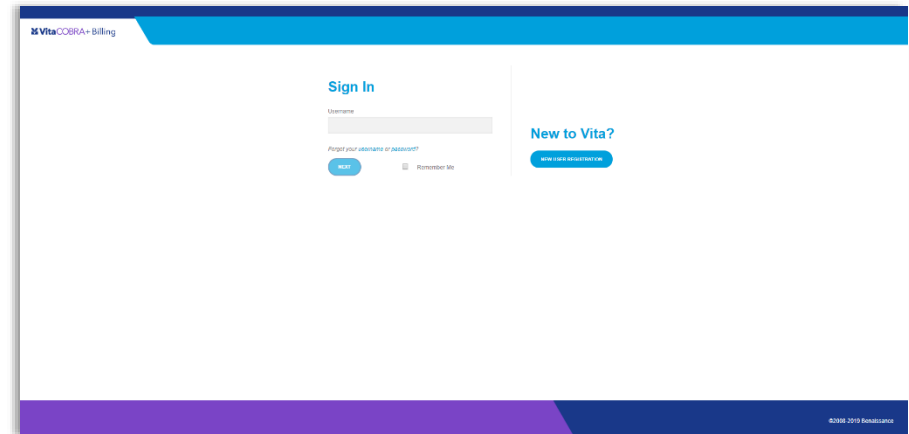 VitaCOBRA+ Billing
Sign In
Username
Forgot your username or password?
NEXT
Remember Me
New to Vita?
NEW USER REGISTRATION
©2008-2019 Benaissance